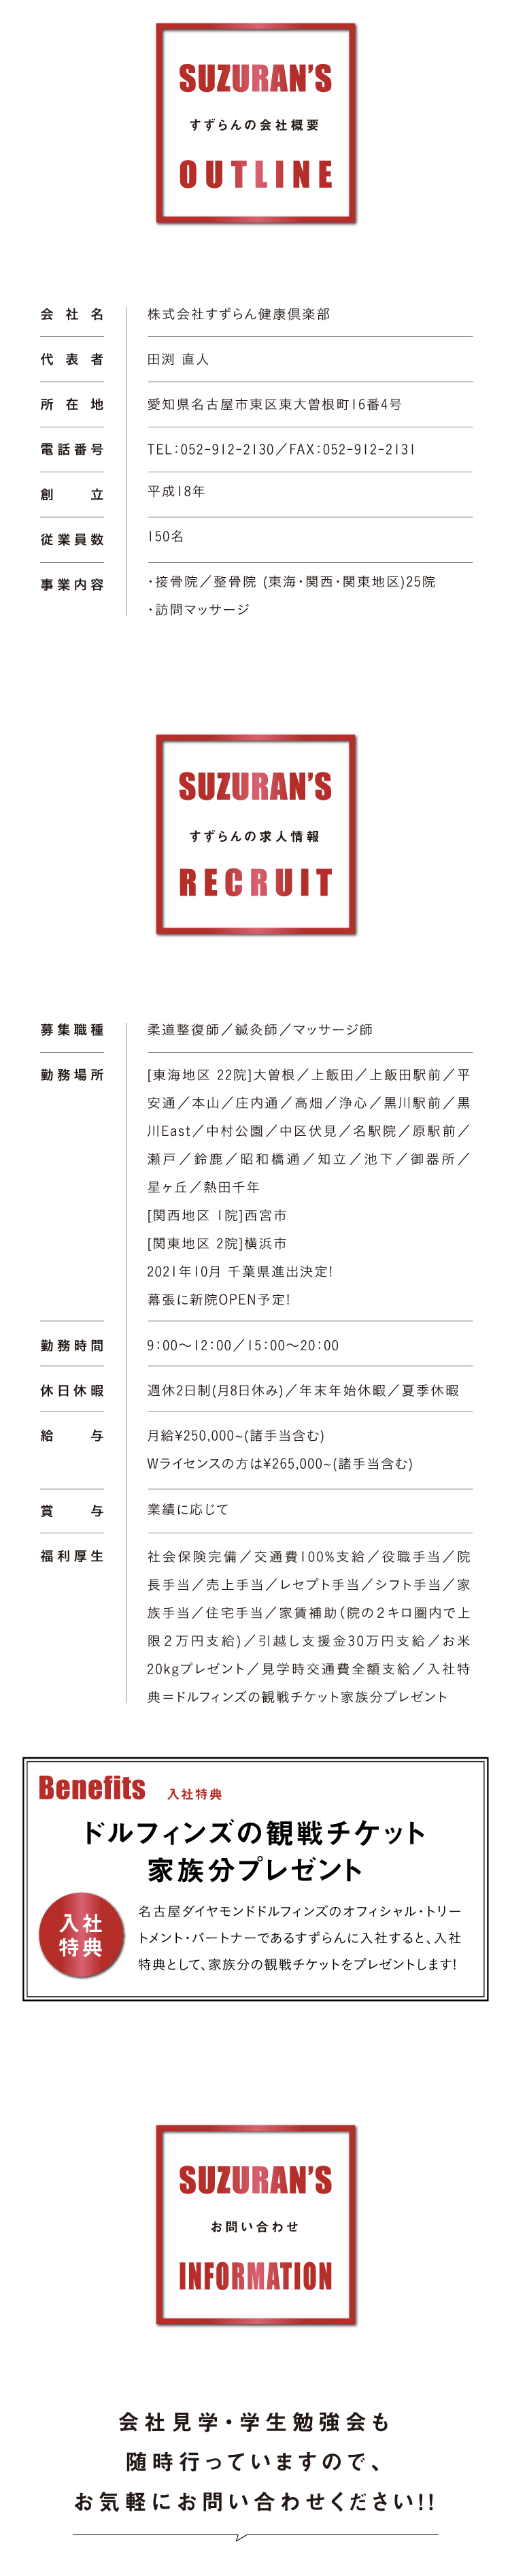 SUZURAN'S
すずらんの会社概要
OUTLINE
会社名
株式会社すずらん健康倶楽部
代表者
田渕 直人
所在地
愛知県名古屋市東区東大曽根町16番4号
電話番号
TEL:052-912-2130／FAX:052-912-2131
創立
平成18年
従業員数
150名
事業内容
・接骨院／整骨院 (東海・関西・関東地区)25院
・訪問マッサージ
SUZURAN'S
すずらんの求人情報
RECRUIT
募集職種
柔道整復師／鍼灸師／マッサージ師
勤務場所
[東海地区 22院]大曽根／上飯田／上飯田駅前／平
安通／本山／庄内通／高畑／浄心／黒川駅前／黒
川East／中村公園／中区伏見／名駅院／原駅前／
瀬戸／鈴鹿／昭和橋通／知立／池下／御器所／
星ヶ丘／熱田千年
[関西地区 1院]西宮市
[関東地区 2院]横浜市
2021年10月 千葉県進出決定!
幕張に新院OPEN予定!
勤務時間
9:00～12:00／15:00～20:00
休日休暇
週休2日制(月8日休み)／年末年始休暇／夏季休暇
給与
月給¥250,000~(諸手当含む)
Wライセンスの方は¥265,000~(諸手当含む)
賞与
業績に応じて
福利厚生
社会保険完備／交通費100%支給／役職手当／院
長手当／売上手当／レセプト手当／シフト手当／家
族手当／住宅手当／家賃補助（院の２キロ圏内で上
限２万円支給)／引越し支援金30万円支給／お米
20kgプレゼント／見学時交通費全額支給／入社特
典＝ドルフィンズの観戦チケット家族分プレゼント
Benefits 入社特典
ドルフィンズの観戦チケット
家族分プレゼント
入社
特典
名古屋ダイヤモンドドルフィンズのオフィシャル・トリー
トメント・パートナーであるすずらんに入社すると、入社
特典として、家族分の観戦チケットをプレゼントします!
SUZURAN'S
お問い合わせ
INFORMATION
会社見学・学生勉強会も
随時行っていますので、
お気軽にお問い合わせください!!